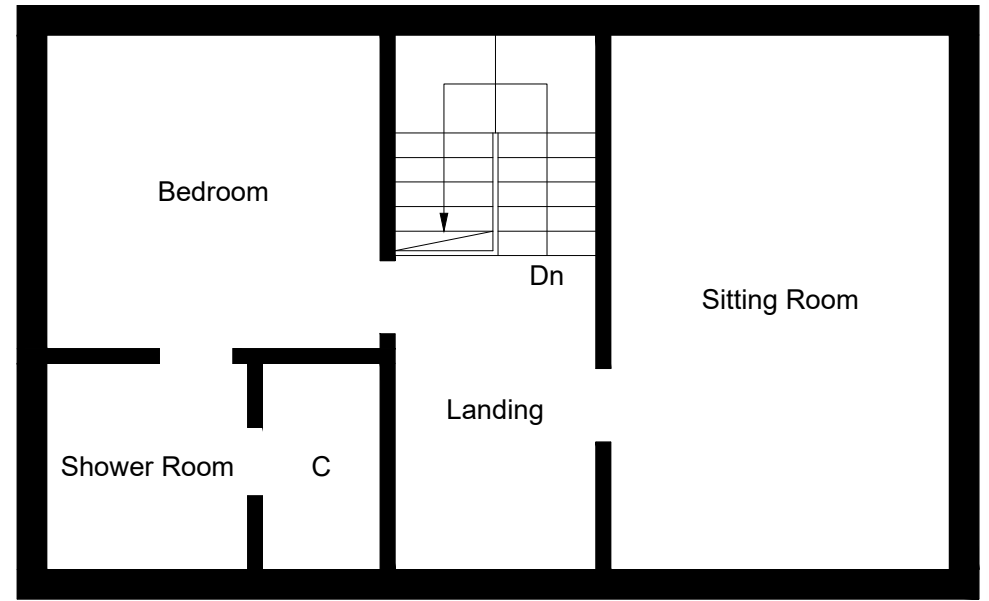 Bedroom
Dn
Sitting Room
Landing
Shower Room
C